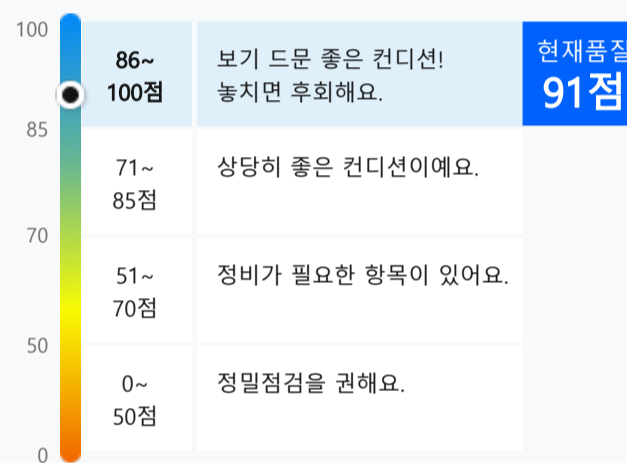 100
86~
100점
보기 드문 좋은 컨디션!
놓치면 후회해요.
현재품질
91점
85
71~
85점
상당히 좋은 컨디션이예요.
70
51~
70점
정비가 필요한 항목이 있어요.
50
0~
50점
정밀점검을 권해요.
0